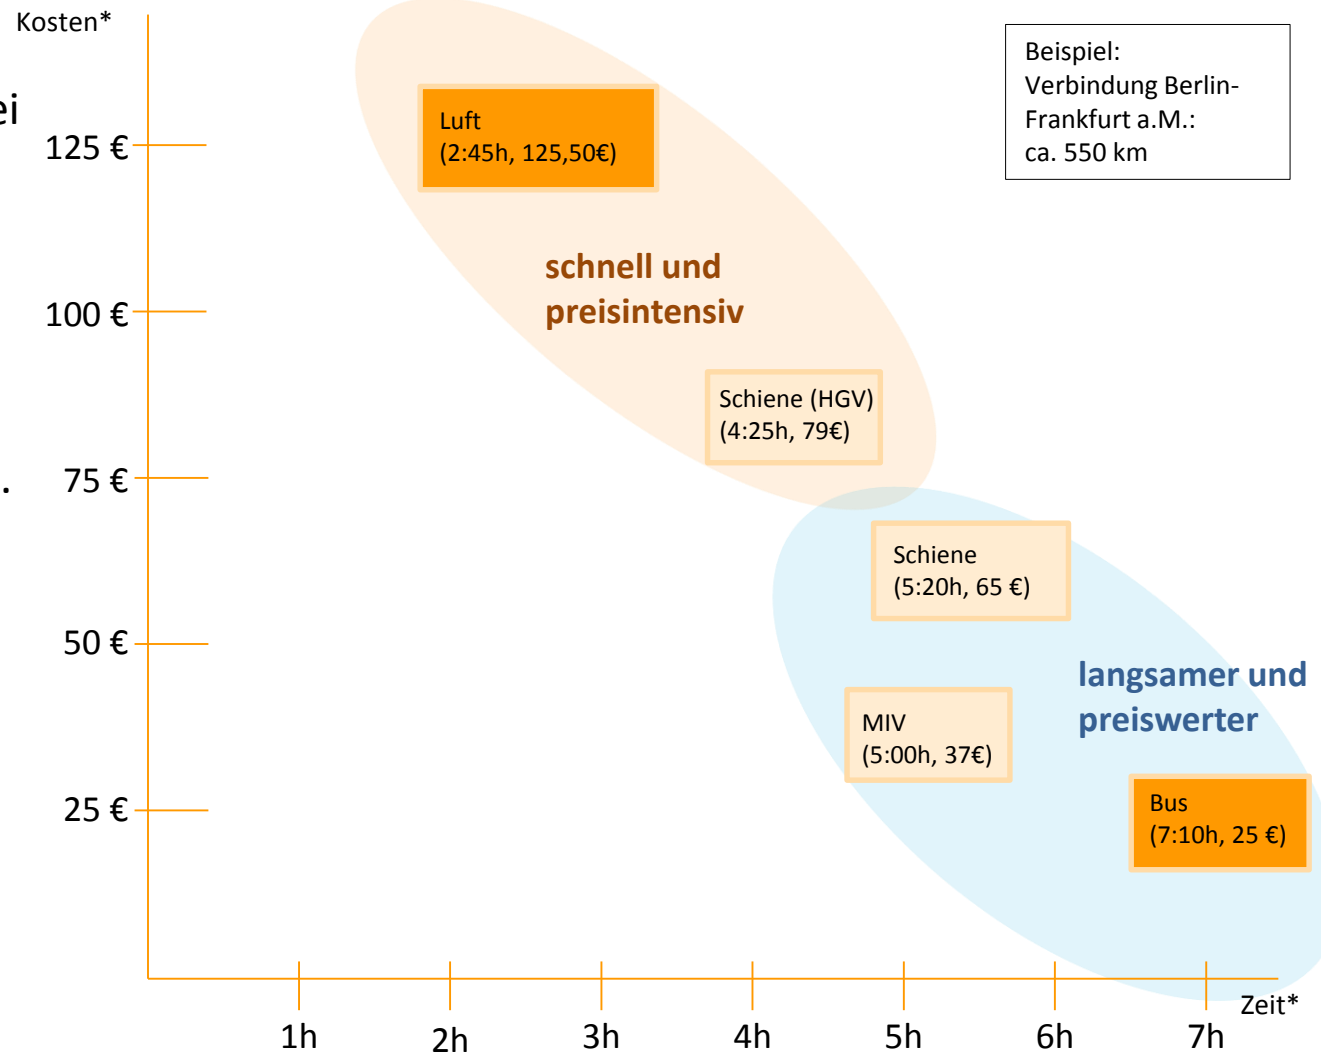 Kosten*
ei
Beispiel:
Verbindung Berlin-
Frankfurt a.M.:
ca. 550 km
125 €
Luft
(2:45h, 125,50€)
schnell und
preisintensiv
100 €
Schiene (HGV)
(4:25h, 79€)
.
75 €
Schiene
(5:20h, 65 €)
50 €
langsamer und
preiswerter
MIV
(5:00h, 37€)
25 €
Bus
(7:10h, 25 €)
Zeit*
1h
2h
3h
4h
5h
6h
7h